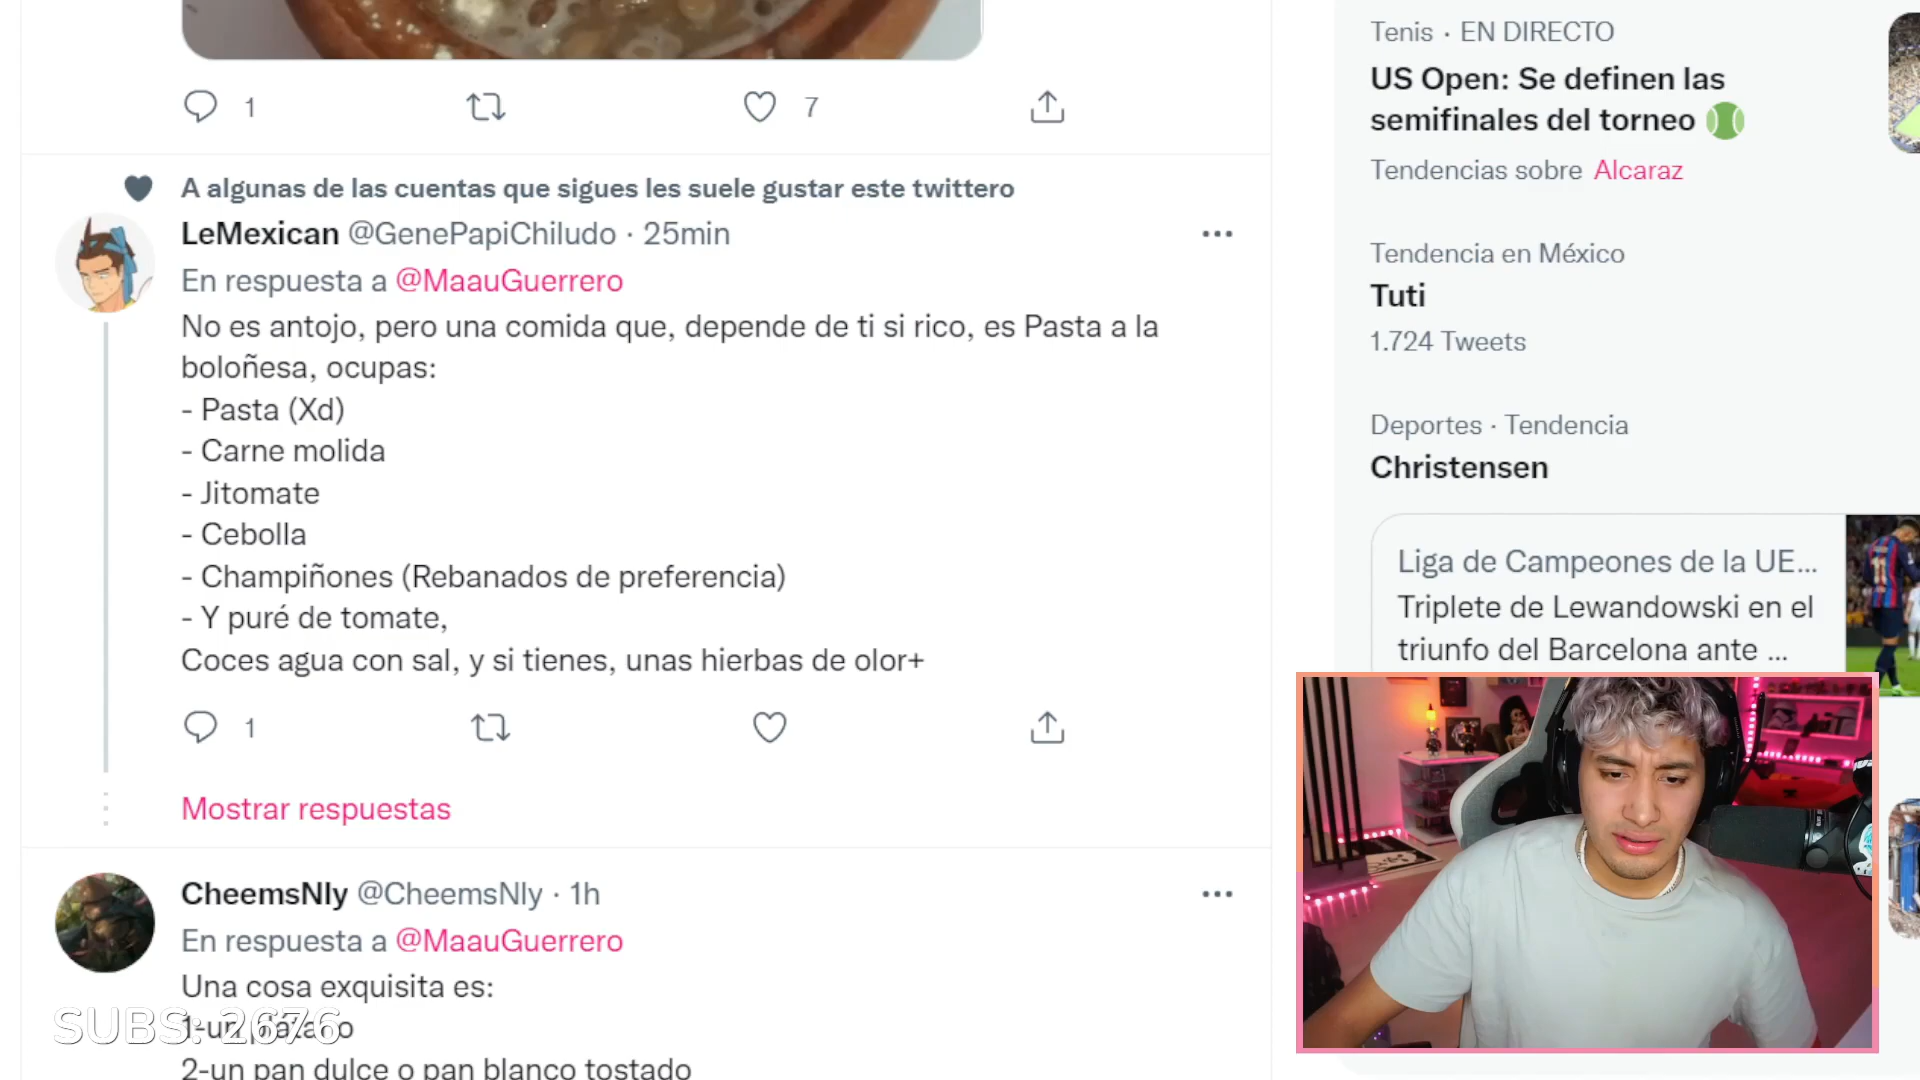 1
7
A algunas de las cuentas que sigues les suele gustar este twittero
LeMexican @GenePapiChiludo · 25min
En respuesta a @MaauGuerrero
No es antojo, pero una comida que, depende de ti si rico, es Pasta a la
boloñesa, ocupas:
- Pasta (Xd)
- Carne molida
- Jitomate
- Cebolla
- Champiñones (Rebanados de preferencia)
- Y puré de tomate,
Coces agua con sal, y si tienes, unas hierbas de olor+
1
Mostrar respuestas
CheemsNly @CheemsNly · 1h
En respuesta a @MaauGuerrero
Una cosa exquisita es:
1-un plátano
2-un pan dulce o pan blanco tostado
SUBS: 2676
Tenis · EN DIRECTO
US Open: Se definen las
semifinales del torneo
Tendencias sobre Alcaraz
Tendencia en México
Tuti
1.724 Tweets
Deportes · Tendencia
Christensen
Liga de Campeones de la UE...
Triplete de Lewandowski en el
triunfo del Barcelona ante ...